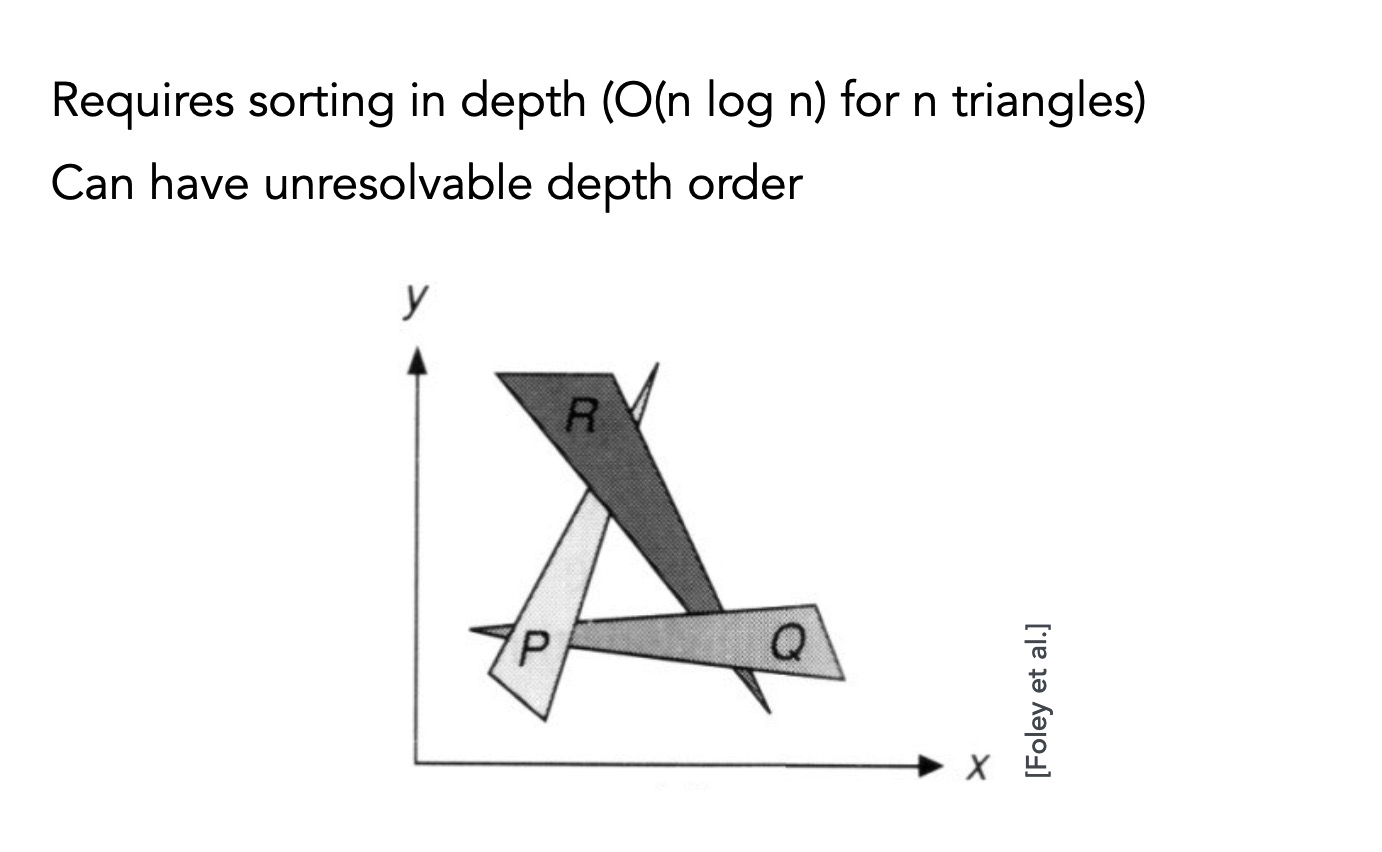 Requires sorting in depth (O(n log n) for n triangles)
Can have unresolvable depth order
y
R
P
Q
x
[Foley et al.]